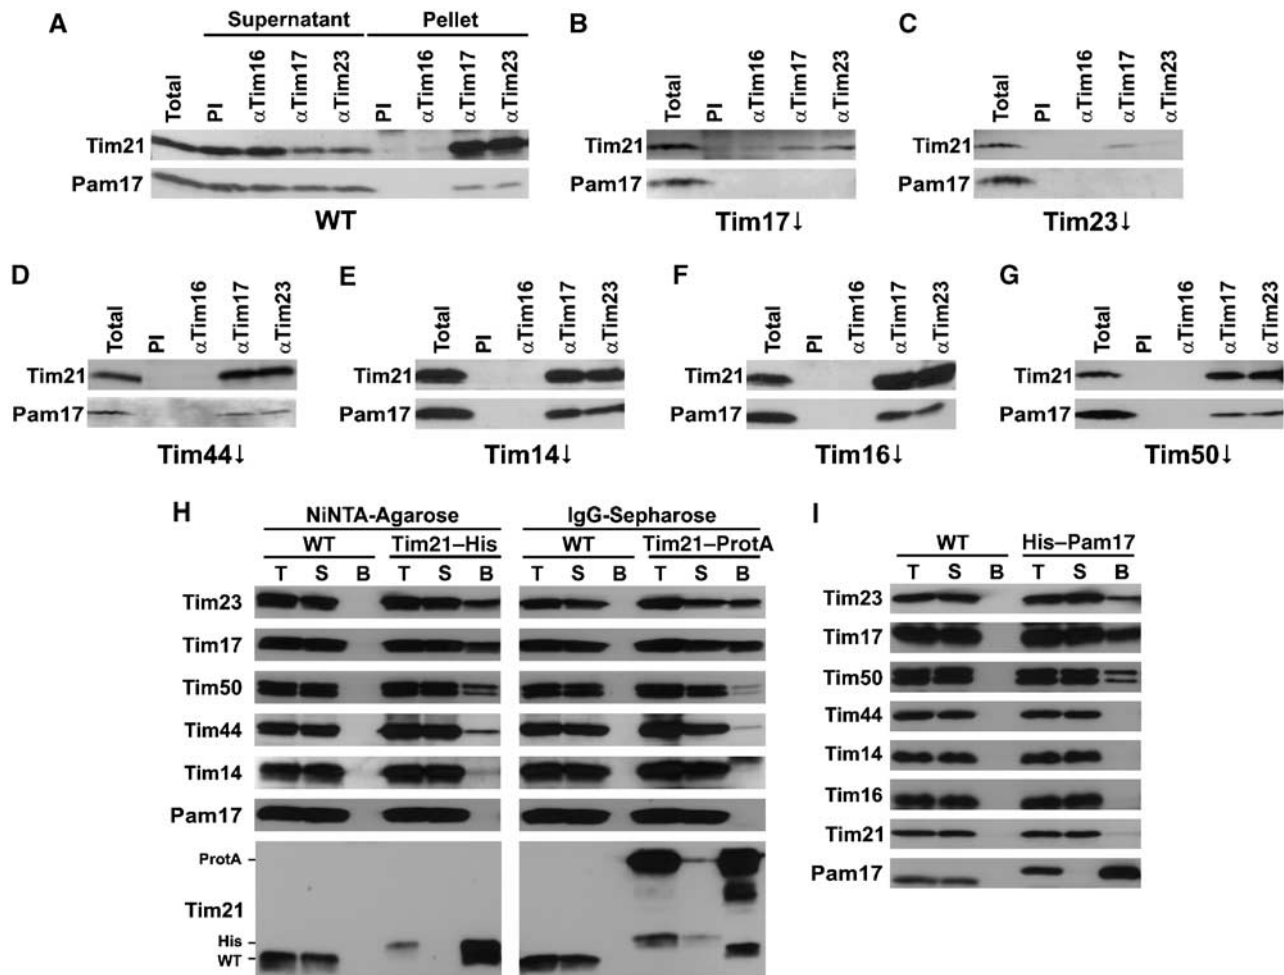 A
Supernatant Pellet
Total PI αTim16 αTim17 αTim23 PI αTim16 αTim17 αTim23
Tim21
Pam17
WT
B
Total PI αTim16 αTim17 αTim23
Tim21
Pam17
Tim17↓
C
Total PI αTim16 αTim17 αTim23
Tim21
Pam17
Tim23↓
D
Total PI αTim16 αTim17 αTim23
Tim21
Pam17
Tim44↓
E
Total PI αTim16 αTim17 αTim23
Tim21
Pam17
Tim14↓
F
Total PI αTim16 αTim17 αTim23
Tim21
Pam17
Tim16↓
G
Total PI αTim16 αTim17 αTim23
Tim21
Pam17
Tim50↓
H
NiNTA-Agarose IgG-Sepharose
WT Tim21–His WT Tim21–ProtA
T S B T S B T S B T S B
Tim23
Tim17
Tim50
Tim44
Tim14
Pam17
ProtA
Tim21
His
WT
I
WT His–Pam17
T S B T S B
Tim23
Tim17
Tim50
Tim44
Tim14
Tim16
Tim21
Pam17